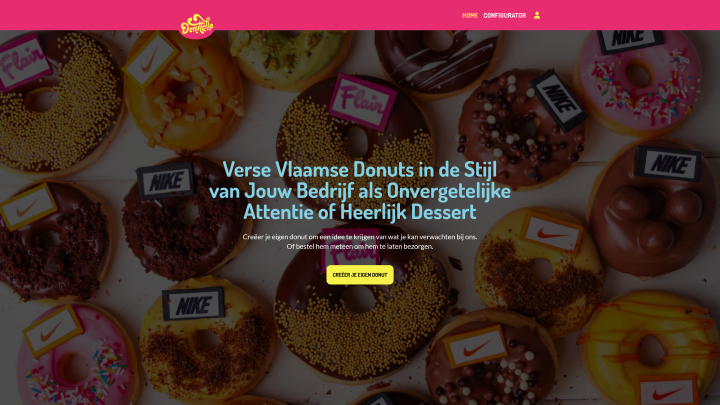 Donuttello
HOME CONFIGURATOR
Flair
Flair
NIKE
NIKE
NIKE
NIKE
Verse Vlaamse Donuts in de Stijl
van Jouw Bedrijf als Onvergetelijke
Attentie of Heerlijk Dessert
Creëer je eigen donut om een idee te krijgen van wat je kan verwachten bij ons.
Of bestel hem meteen om hem te laten bezorgen.
Flair
CREËER JE EIGEN DONUT
NIKE